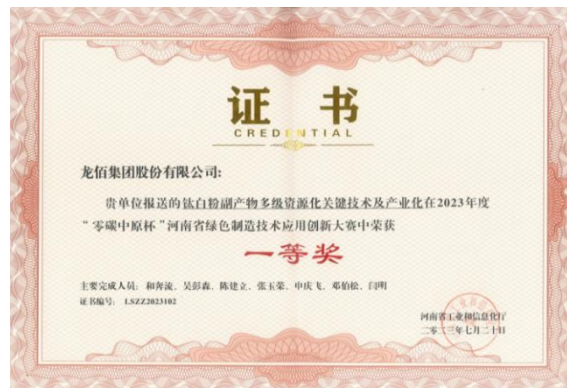 证 书
CREDENTIAL
龙佰集团股份有限公司:
贵单位报送的钛白粉副产物多级资源化关键技术及产业化在2023年度
“零碳中原杯”河南省绿色制造技术应用创新大赛中荣获
一等奖
主要完成人员: 和奔流、吴彭森、陈建立、张玉荣、申庆飞、邓伯松、闫明
证书编号: LSZZ2023102
河南省工业和信息化厅
二零二三年七月二十日